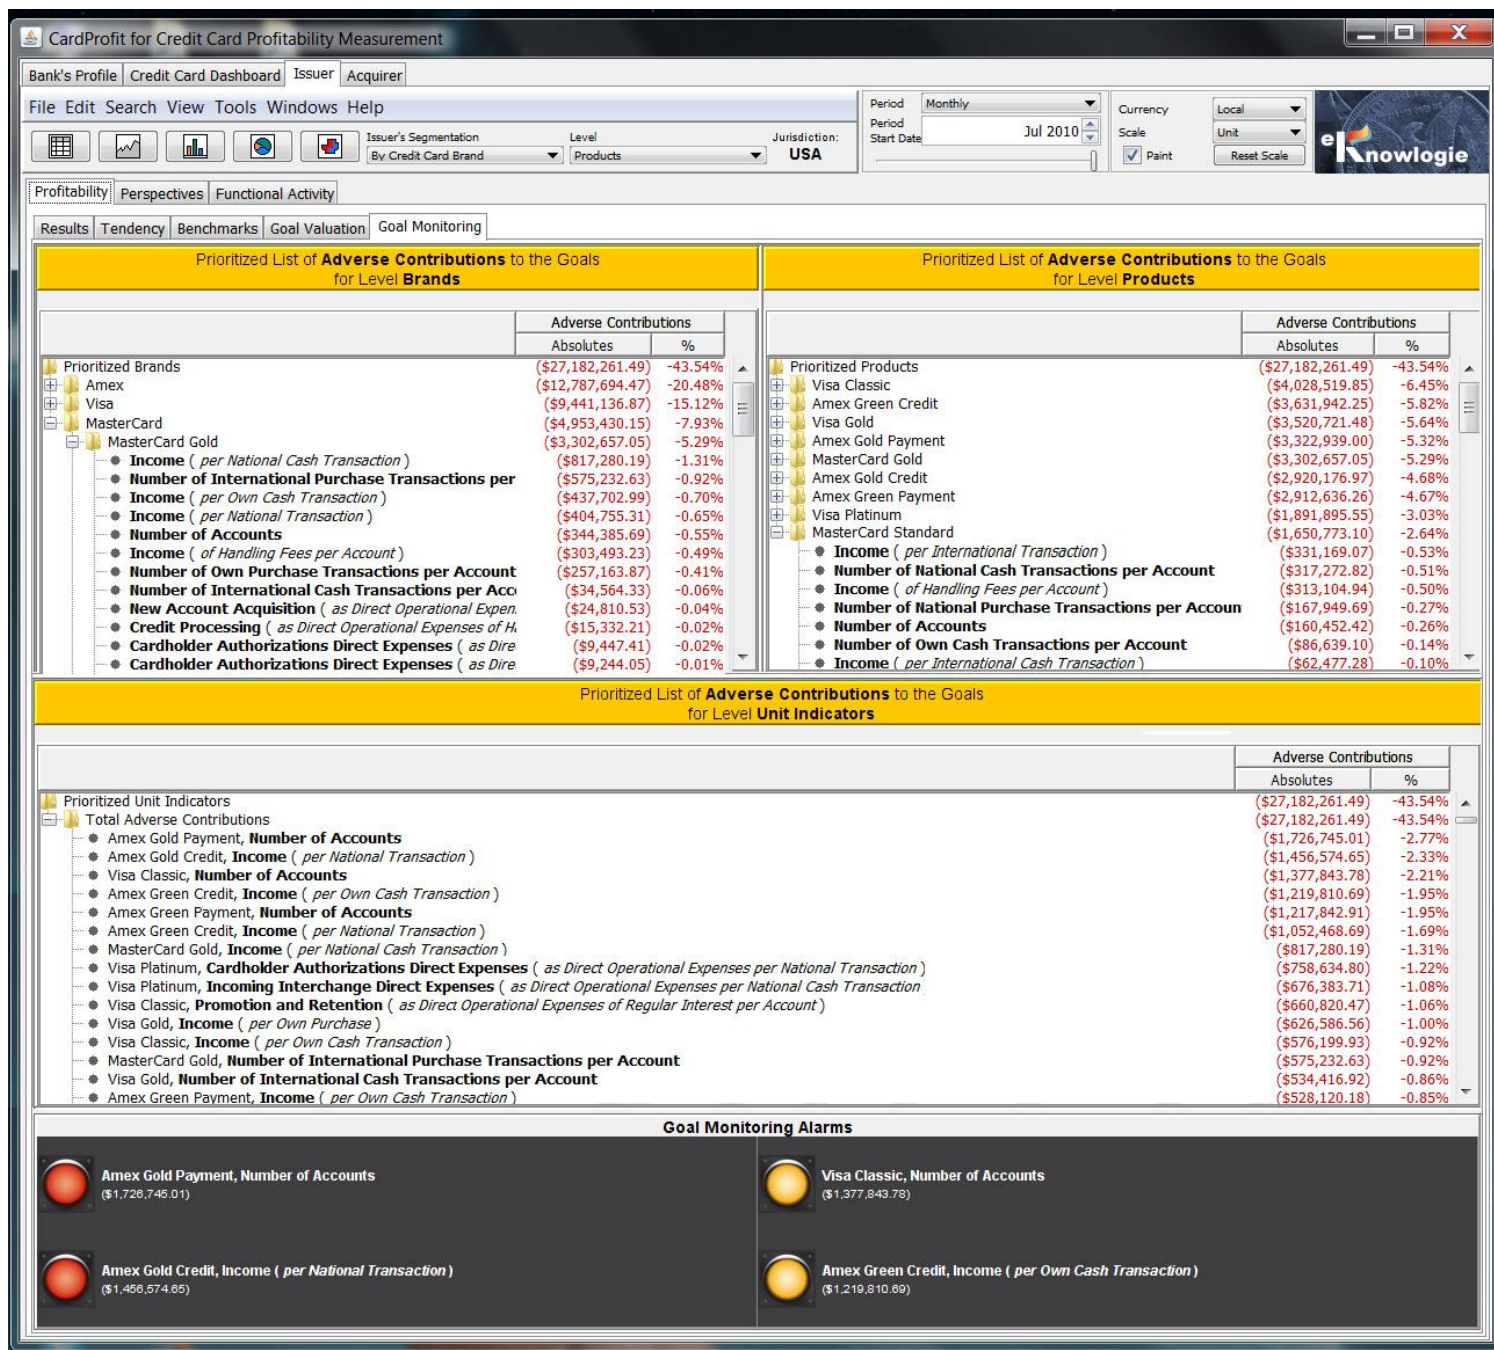 CardProfit for Credit Card Profitability Measurement
Bank's Profile Credit Card Dashboard Issuer Acquirer
File Edit Search View Tools Windows Help
Issuer's Segmentation Level Jurisdiction:
By Credit Card Brand Products USA
Period Monthly
Period Start Date Jul 2010
Currency Local
Scale Unit
Paint Reset Scale
eKnowlogie
Profitability Perspectives Functional Activity
Results Tendency Benchmarks Goal Valuation Goal Monitoring
Prioritized List of Adverse Contributions to the Goals
for Level Brands
Adverse Contributions
Absolutes %
Prioritized Brands ($27,182,261.49) -43.54%
Amex ($12,787,694.47) -20.48%
Visa ($9,441,136.87) -15.12%
MasterCard ($4,953,430.15) -7.93%
MasterCard Gold ($3,302,657.05) -5.29%
Income ( per National Cash Transaction ) ($817,280.19) -1.31%
Number of International Purchase Transactions per ($575,232.63) -0.92%
Income ( per Own Cash Transaction ) ($437,702.99) -0.70%
Income ( per National Transaction ) ($404,755.31) -0.65%
Number of Accounts ($344,385.69) -0.55%
Income ( of Handling Fees per Account ) ($303,493.23) -0.49%
Number of Own Purchase Transactions per Account ($257,163.87) -0.41%
Number of International Cash Transactions per Acco ($34,564.33) -0.06%
New Account Acquisition ( as Direct Operational Expen. ($24,810.53) -0.04%
Credit Processing ( as Direct Operational Expenses of Ha ($15,332.21) -0.02%
Cardholder Authorizations Direct Expenses ( as Dire ($9,447.41) -0.02%
Cardholder Authorizations Direct Expenses ( as Dire ($9,244.05) -0.01%
Prioritized List of Adverse Contributions to the Goals
for Level Products
Adverse Contributions
Absolutes %
Prioritized Products ($27,182,261.49) -43.54%
Visa Classic ($4,028,519.85) -6.45%
Amex Green Credit ($3,631,942.25) -5.82%
Visa Gold ($3,520,721.48) -5.64%
Amex Gold Payment ($3,322,939.00) -5.32%
MasterCard Gold ($3,302,657.05) -5.29%
Amex Gold Credit ($2,920,176.97) -4.68%
Amex Green Payment ($2,912,636.26) -4.67%
Visa Platinum ($1,891,895.55) -3.03%
MasterCard Standard ($1,650,773.10) -2.64%
Income ( per International Transaction ) ($331,169.07) -0.53%
Number of National Cash Transactions per Account ($317,272.82) -0.51%
Income ( of Handling Fees per Account ) ($313,104.94) -0.50%
Number of National Purchase Transactions per Accoun ($167,949.69) -0.27%
Number of Accounts ($160,452.42) -0.26%
Number of Own Cash Transactions per Account ($86,639.10) -0.14%
Income ( per International Cash Transaction ) ($62,477.28) -0.10%
Prioritized List of Adverse Contributions to the Goals
for Level Unit Indicators
Adverse Contributions
Absolutes %
Prioritized Unit Indicators ($27,182,261.49) -43.54%
Total Adverse Contributions ($27,182,261.49) -43.54%
Amex Gold Payment, Number of Accounts ($1,726,745.01) -2.77%
Amex Gold Credit, Income ( per National Transaction ) ($1,456,574.65) -2.33%
Visa Classic, Number of Accounts ($1,377,843.78) -2.21%
Amex Green Credit, Income ( per Own Cash Transaction ) ($1,219,810.69) -1.95%
Amex Green Payment, Number of Accounts ($1,217,842.91) -1.95%
Amex Green Credit, Income ( per National Transaction ) ($1,052,468.69) -1.69%
MasterCard Gold, Income ( per National Cash Transaction ) ($817,280.19) -1.31%
Visa Platinum, Cardholder Authorizations Direct Expenses ( as Direct Operational Expenses per National Transaction ) ($758,634.80) -1.22%
Visa Platinum, Incoming Interchange Direct Expenses ( as Direct Operational Expenses per National Cash Transaction ($676,383.71) -1.08%
Visa Classic, Promotion and Retention ( as Direct Operational Expenses of Regular Interest per Account ) ($660,820.47) -1.06%
Visa Gold, Income ( per Own Purchase ) ($626,586.56) -1.00%
Visa Classic, Income ( per Own Cash Transaction ) ($576,199.93) -0.92%
MasterCard Gold, Number of International Purchase Transactions per Account ($575,232.63) -0.92%
Visa Gold, Number of International Cash Transactions per Account ($534,416.92) -0.86%
Amex Green Payment, Income ( per Own Cash Transaction ) ($528,120.18) -0.85%
Goal Monitoring Alarms
Amex Gold Payment, Number of Accounts
($1,726,745.01)
Visa Classic, Number of Accounts
($1,377,843.78)
Amex Gold Credit, Income ( per National Transaction )
($1,456,574.65)
Amex Green Credit, Income ( per Own Cash Transaction )
($1,219,810.69)